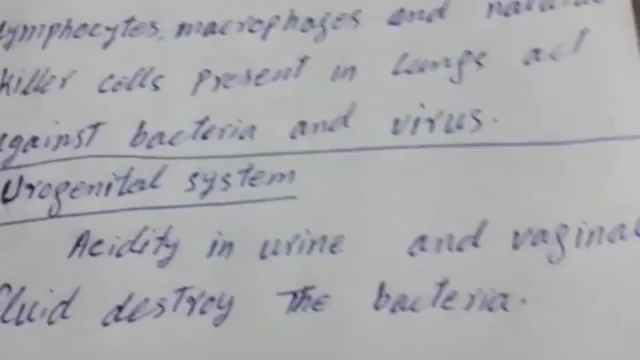 lymphocytes, macrophages and natural
killer cells present in lungs act
against bacteria and virus.
Urogenital system
Acidity in urine and vaginal
fluid destroy the bacteria.